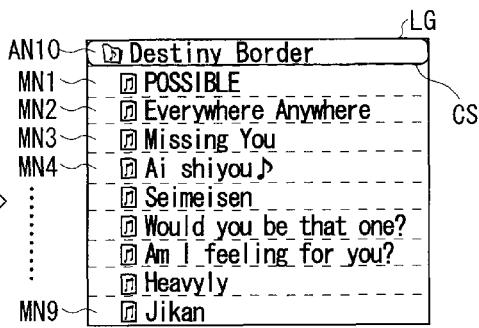 LG
AN10 Destiny Border
CS
MN1 POSSIBLE
MN2 Everywhere Anywhere
MN3 Missing You
MN4 Ai shiyou♪
Seimeisen
Would you be that one?
Am I feeling for you?
Heavyly
MN9 Jikan